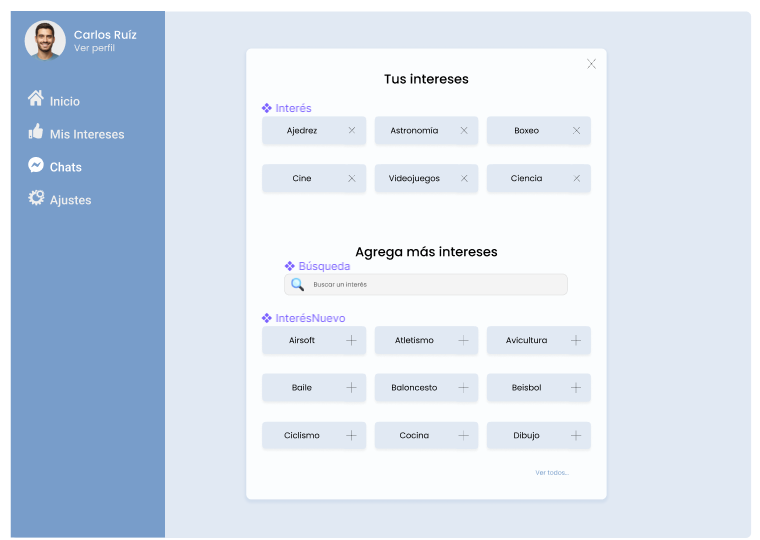 Carlos Ruíz
Ver perfil
Inicio
Mis Intereses
Chats
Ajustes
Tus intereses
Interés
Ajedrez
Astronomía
Boxeo
Cine
Videojuegos
Ciencia
Agrega más intereses
Búsqueda
Buscar un interés
InterésNuevo
Airsoft
Atletismo
Avicultura
Baile
Baloncesto
Beisbol
Ciclismo
Cocina
Dibujo
Ver todos...